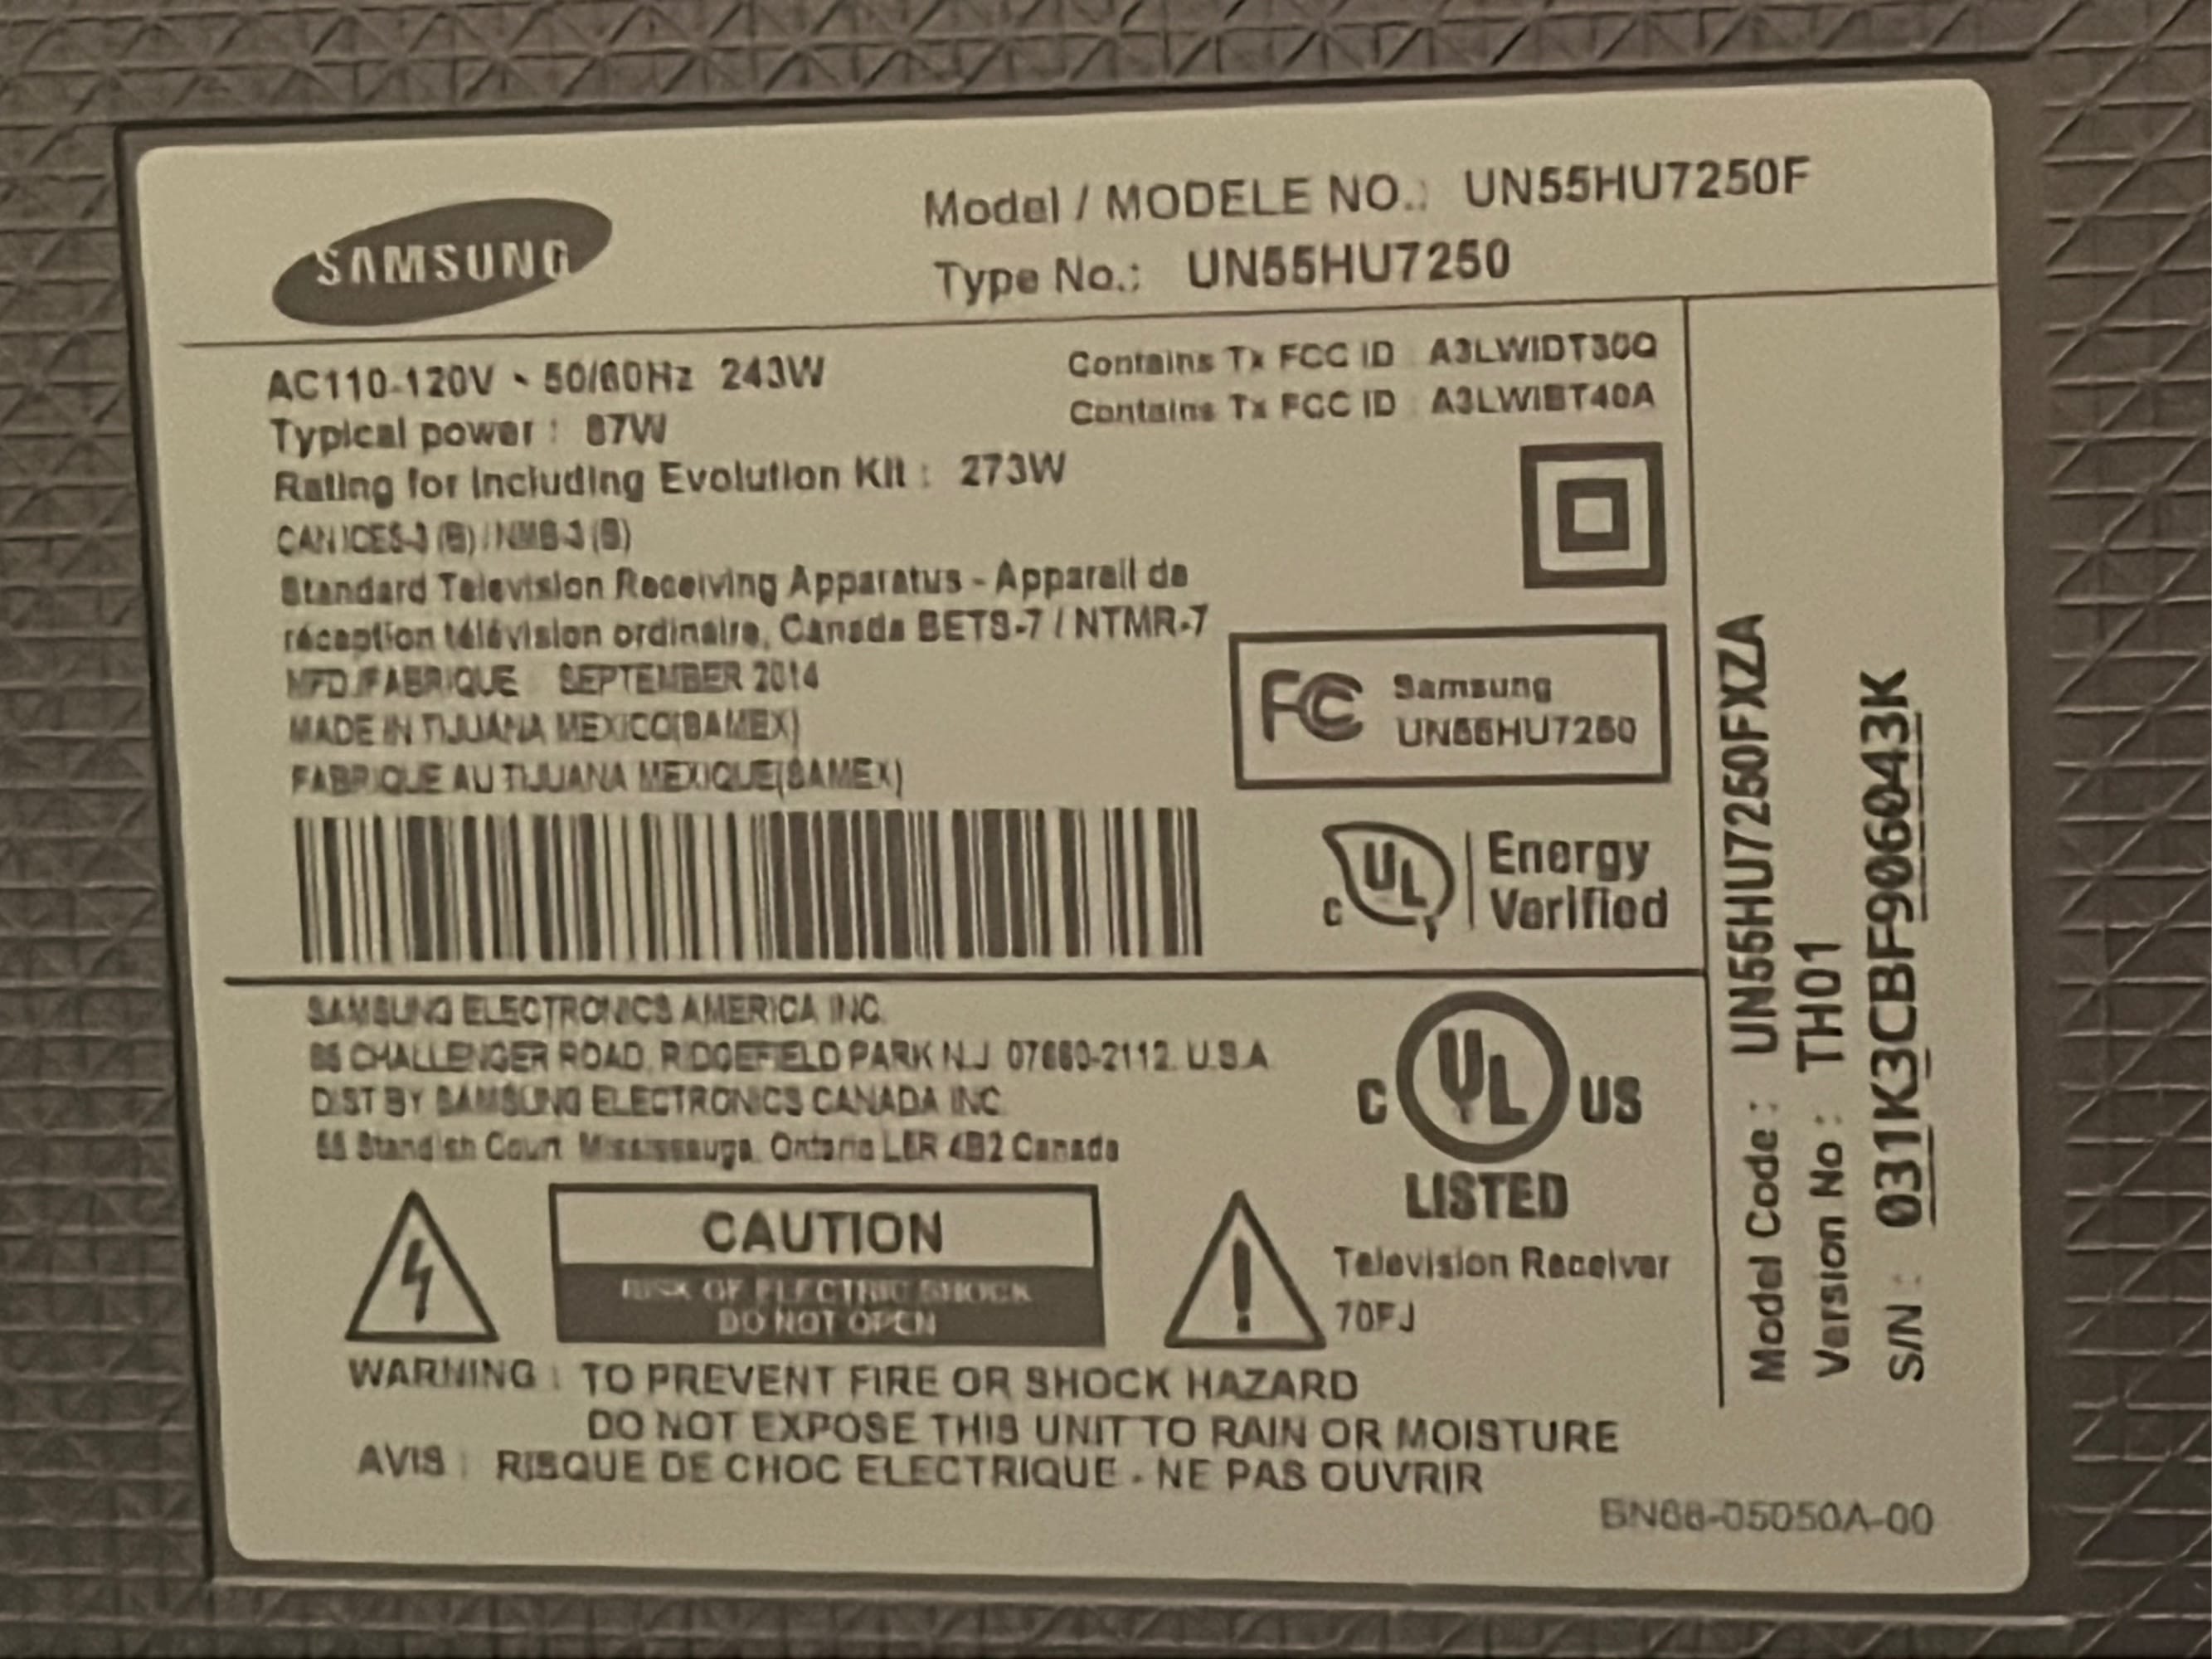 SAMSUNG
Model / MODELE NO.: UN55HU7250F
Type No.: UN55HU7250
AC110-120V ~ 50/60Hz 243W
Typical power : 87W
Rating for Including Evolution Kit : 273W
Contains Tx FCC ID : A3LWIDT30Q
Contains Tx FCC ID : A3LWIBT40A
CAN ICES-3 (B) / NMB-3 (B)
Standard Television Receiving Apparatus - Appareil de
réception télévision ordinaire, Canada BETS-7 / NTMR-7
MFD./FABRIQUE : SEPTEMBER 2014
MADE IN TIJUANA MEXICO(SAMEX)
FABRIQUE AU TIJUANA MEXIQUE(SAMEX)
FC Samsung
UN55HU7250
C UL Energy
Verified
SAMSUNG ELECTRONICS AMERICA INC.
85 CHALLENGER ROAD, RIDGEFIELD PARK N.J. 07660-2112. U.S.A
DIST BY SAMSUNG ELECTRONICS CANADA INC.
55 Standish Court Mississauga, Ontario L5R 4B2 Canada
C UL US
LISTED
Television Receiver
70FJ
CAUTION
RISK OF ELECTRIC SHOCK
DO NOT OPEN
WARNING : TO PREVENT FIRE OR SHOCK HAZARD
DO NOT EXPOSE THIS UNIT TO RAIN OR MOISTURE
AVIS : RISQUE DE CHOC ELECTRIQUE - NE PAS OUVRIR
BN68-05050A-00
Model Code : UN55HU7250FXZA
Version No : TH01
S/N : 031K3CBF906043K